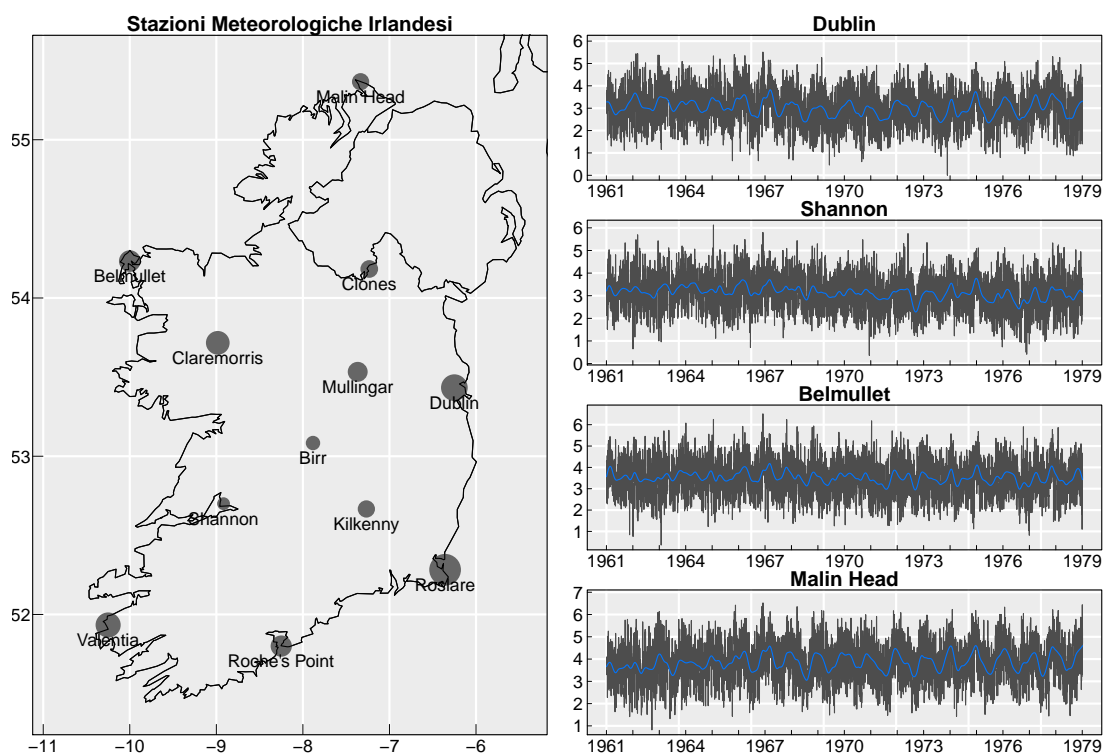 Stazioni Meteorologiche Irlandesi
55
54
53
52
−11 −10 −9 −8 −7 −6
Malin Head
Belmullet
Clones
Claremorris
Mullingar
Dublin
Birr
Shannon
Kilkenny
Roslare
Valentia
Roche's Point
Dublin
6
5
4
3
2
1
0
1961 1964 1967 1970 1973 1976 1979
Shannon
6
5
4
3
2
1
0
1961 1964 1967 1970 1973 1976 1979
Belmullet
6
5
4
3
2
1
1961 1964 1967 1970 1973 1976 1979
Malin Head
7
6
5
4
3
2
1
1961 1964 1967 1970 1973 1976 1979